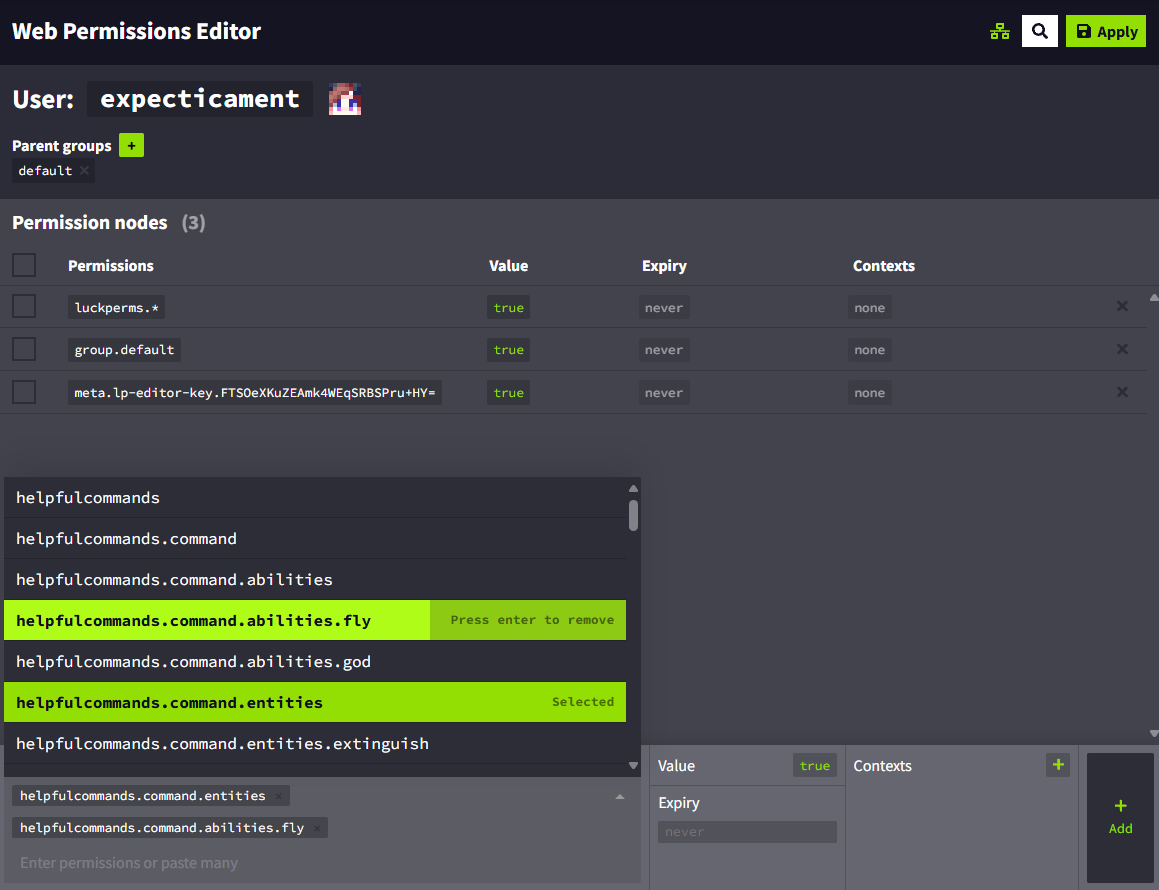 Web Permissions Editor
Apply
User: expecticament
Parent groups +
default ×
Permission nodes (3)
Permissions Value Expiry Contexts
luckperms.* true never none ×
group.default true never none ×
meta.lp-editor-key.FTSOeXKuZEAmk4WEqSRBSPru+HY= true never none ×
helpfulcommands
helpfulcommands.command
helpfulcommands.command.abilities
helpfulcommands.command.abilities.fly Press enter to remove
helpfulcommands.command.abilities.god
helpfulcommands.command.entities Selected
helpfulcommands.command.entities.extinguish
helpfulcommands.command.entities ×
helpfulcommands.command.abilities.fly ×
Enter permissions or paste many
Value true
Expiry
never
Contexts +
+
Add